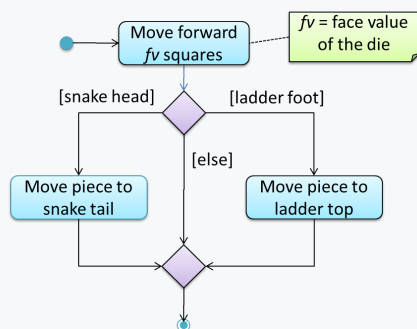 Move forward
fv squares
fv = face value
of the die
[snake head]
[ladder foot]
[else]
Move piece to
snake tail
Move piece to
ladder top